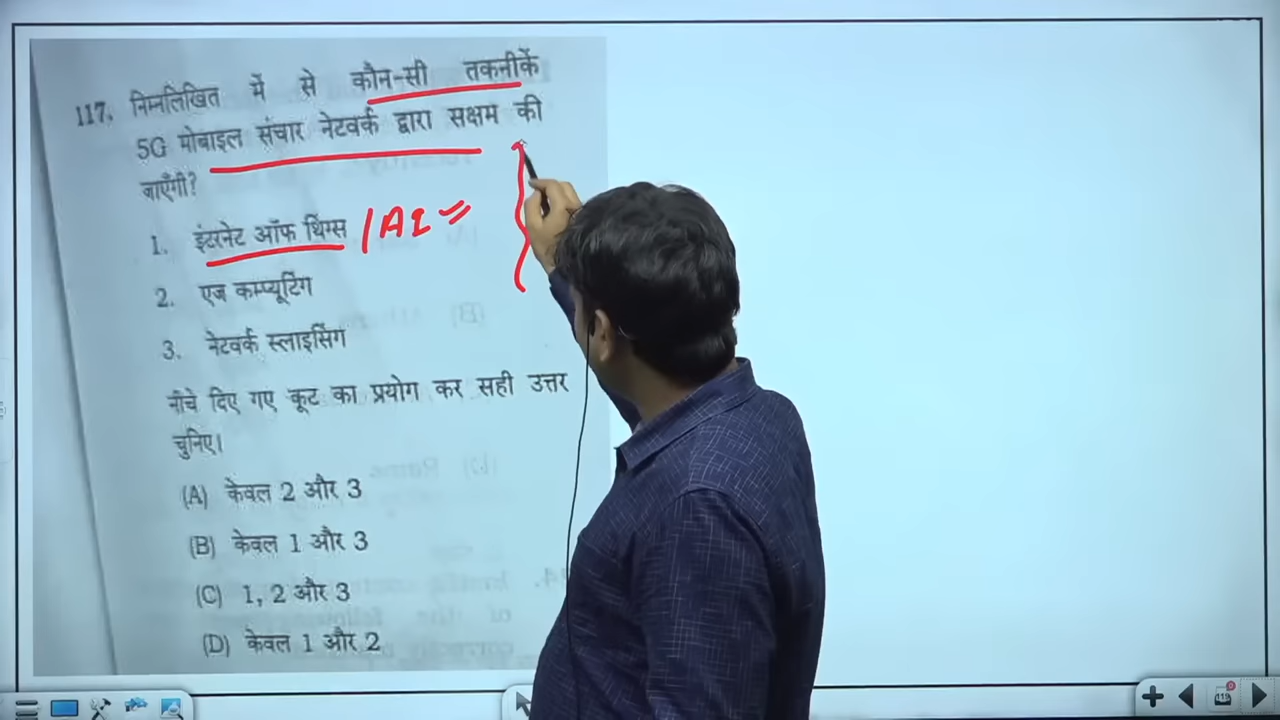 117. निम्नलिखित में से कौन-सी तकनीकें
5G मोबाइल संचार नेटवर्क द्वारा सक्षम की
जाएँगी?
1. इंटरनेट ऑफ थिंग्स /AI
2. एज कम्प्यूटिंग
3. नेटवर्क स्लाइसिंग
नीचे दिए गए कूट का प्रयोग कर सही उत्तर
चुनिए।
(A) केवल 2 और 3
(B) केवल 1 और 3
(C) 1, 2 और 3
(D) केवल 1 और 2